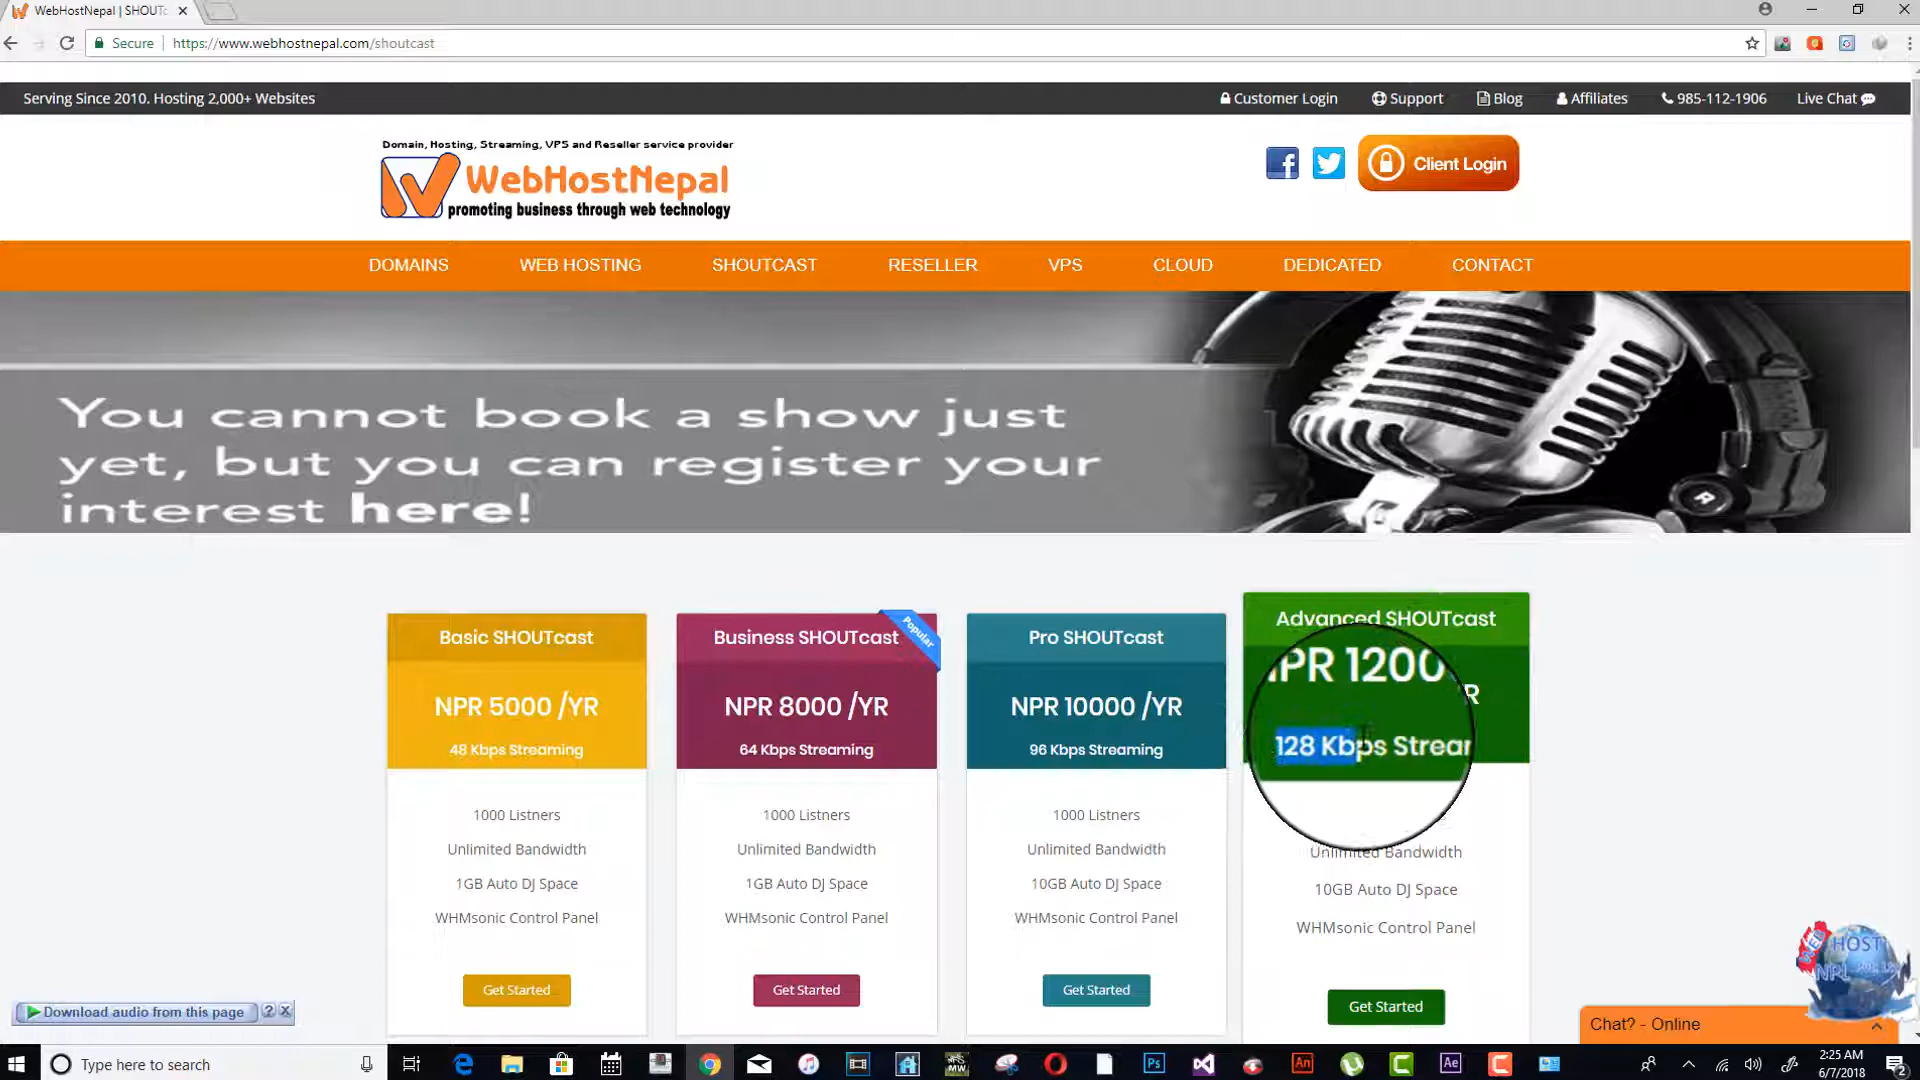 WebHostNepal | SHOUTc
Secure
https://www.webhostnepal.com/shoutcast
Serving Since 2010. Hosting 2,000+ Websites
Customer Login
Support
Blog
Affiliates
985-112-1906
Live Chat
Domain, Hosting, Streaming, VPS and Reseller service provider
WebHostNepal
promoting business through web technology
Client Login
DOMAINS
WEB HOSTING
SHOUTCAST
RESELLER
VPS
CLOUD
DEDICATED
CONTACT
You cannot book a show just
yet, but you can register your
interest here!
Basic SHOUTcast
NPR 5000 /YR
48 Kbps Streaming
1000 Listners
Unlimited Bandwidth
1GB Auto DJ Space
WHMsonic Control Panel
Get Started
Business SHOUTcast
Popular
NPR 8000 /YR
64 Kbps Streaming
1000 Listners
Unlimited Bandwidth
1GB Auto DJ Space
WHMsonic Control Panel
Get Started
Pro SHOUTcast
NPR 10000 /YR
96 Kbps Streaming
1000 Listners
Unlimited Bandwidth
10GB Auto DJ Space
WHMsonic Control Panel
Get Started
Advanced SHOUTcast
PR 1200
R
128 Kbps Strear
Unlimited Bandwidth
10GB Auto DJ Space
WHMsonic Control Panel
Get Started
Download audio from this page
WEB
HOST
NPL
Chat? - Online
Type here to search
2:25 AM
6/7/2018